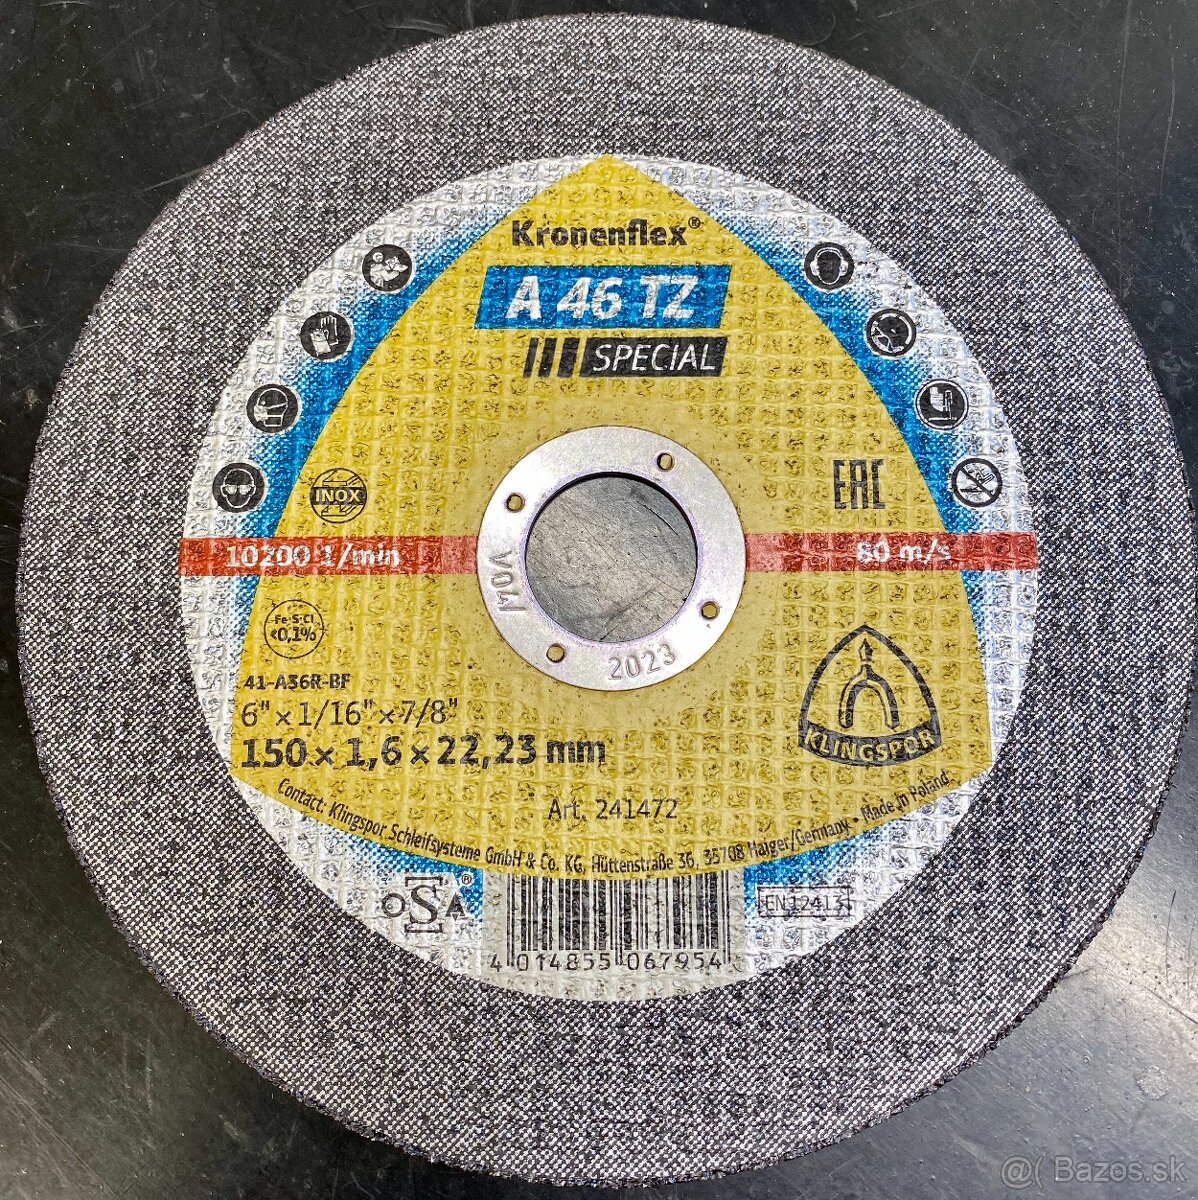 Kronenflex®
A 46 TZ
SPECIAL
INOX
EAC
10200 1/min
80 m/s
V04/
2023
Fe-S-Cl
<0,1%
41-A36R-BF
6" x 1/16" x 7/8"
150 x 1,6 x 22,23 mm
KLINGSPOR
Art. 241472
Contact: Klingspor Schleifsysteme GmbH & Co. KG, Hüttenstraße 36, 35708 Haiger/Germany • Made in Poland
oSa®
EN12413
4 014855 067954
@( Bazos.sk